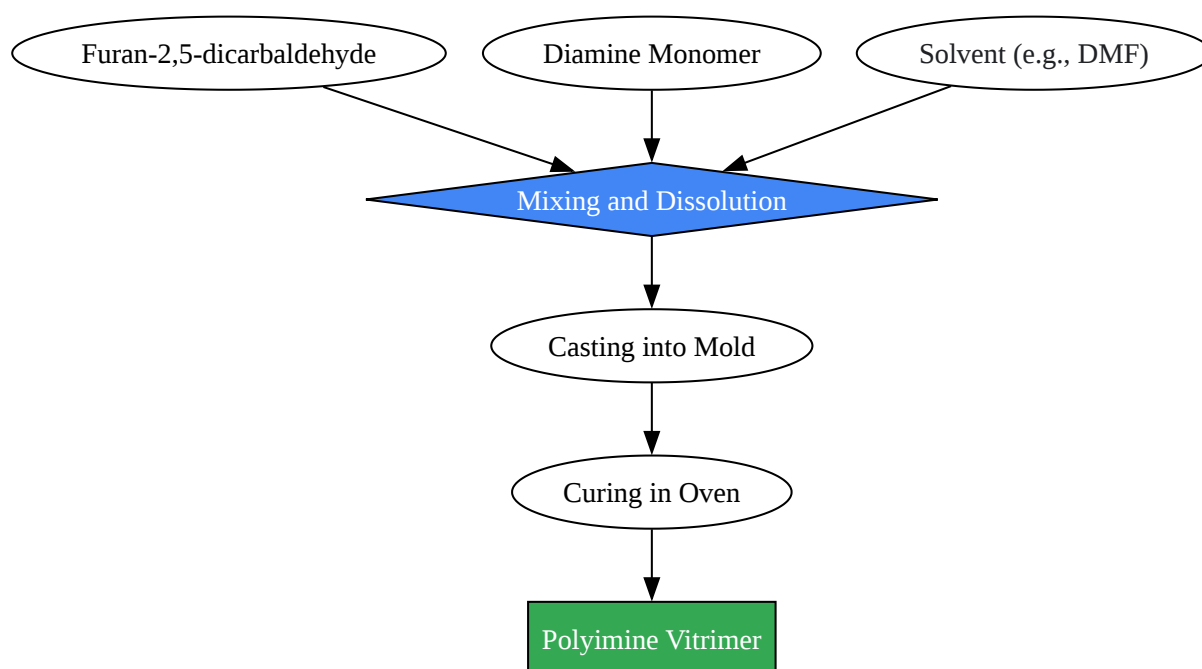 Furan-2,5-dicarbaldehyde
Diamine Monomer
Solvent (e.g., DMF)
Mixing and Dissolution
Casting into Mold
Curing in Oven
Polyimine Vitrimer